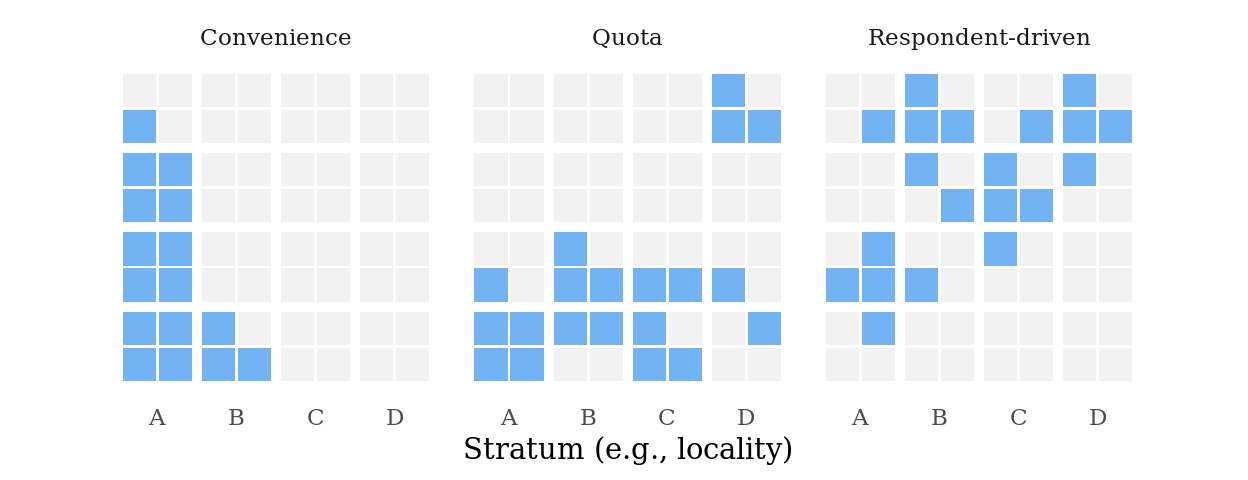 Convenience
Quota
Respondent-driven
A B C D A B C D A B C D
Stratum (e.g., locality)